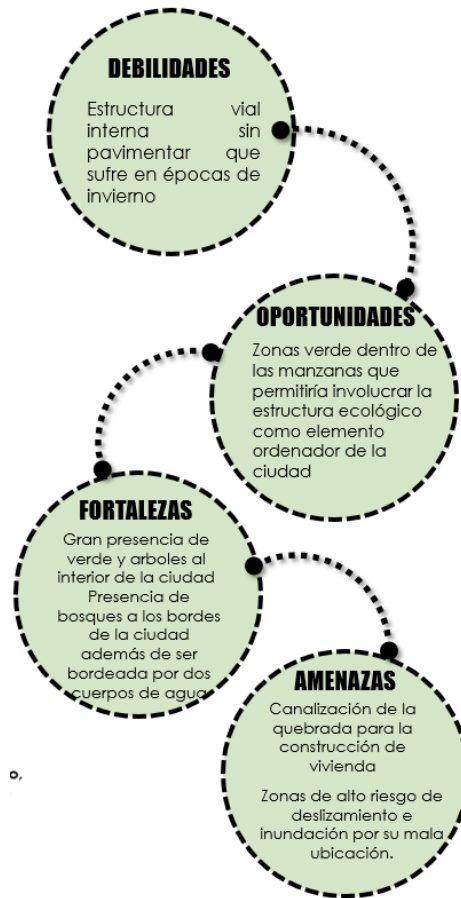 DEBILIDADES
Estructura vial
interna sin
pavimentar que
sufre en épocas de
invierno
OPORTUNIDADES
Zonas verde dentro de
las manzanas que
permitiría involucrar la
estructura ecológico
como elemento
ordenador de la
ciudad
FORTALEZAS
Gran presencia de
verde y arboles al
interior de la ciudad
Presencia de
bosques a los bordes
de la ciudad
además de ser
bordeada por dos
cuerpos de agua
AMENAZAS
Canalización de la
quebrada para la
construcción de
vivienda
Zonas de alto riesgo de
deslizamiento e
inundación por su mala
ubicación.
o,